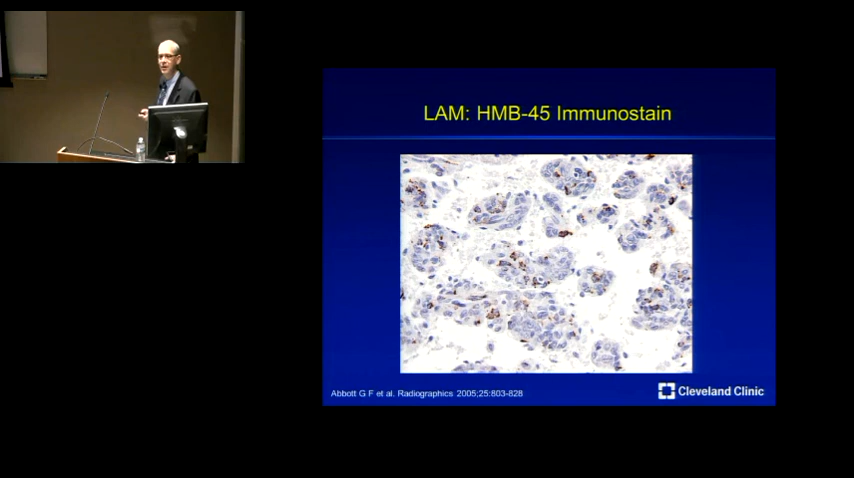 LAM: HMB-45 Immunostain
Abbott G F et al. Radiographics 2005;25:803-828
Cleveland Clinic